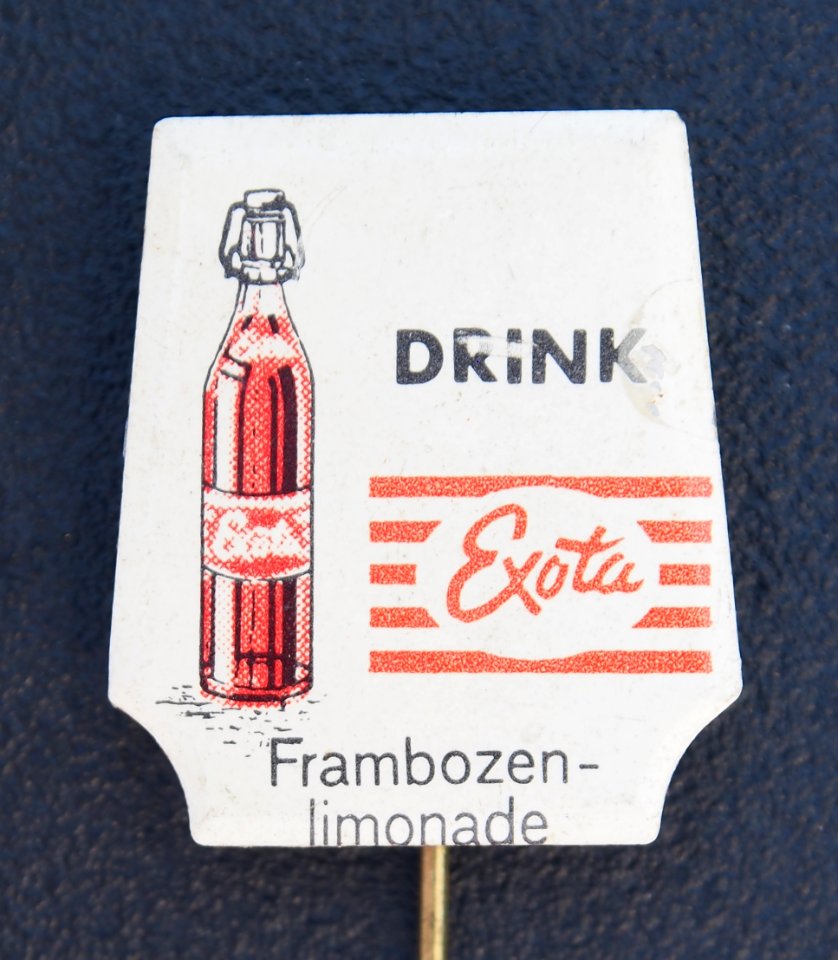 DRINK
Exota
Frambozen-
limonade